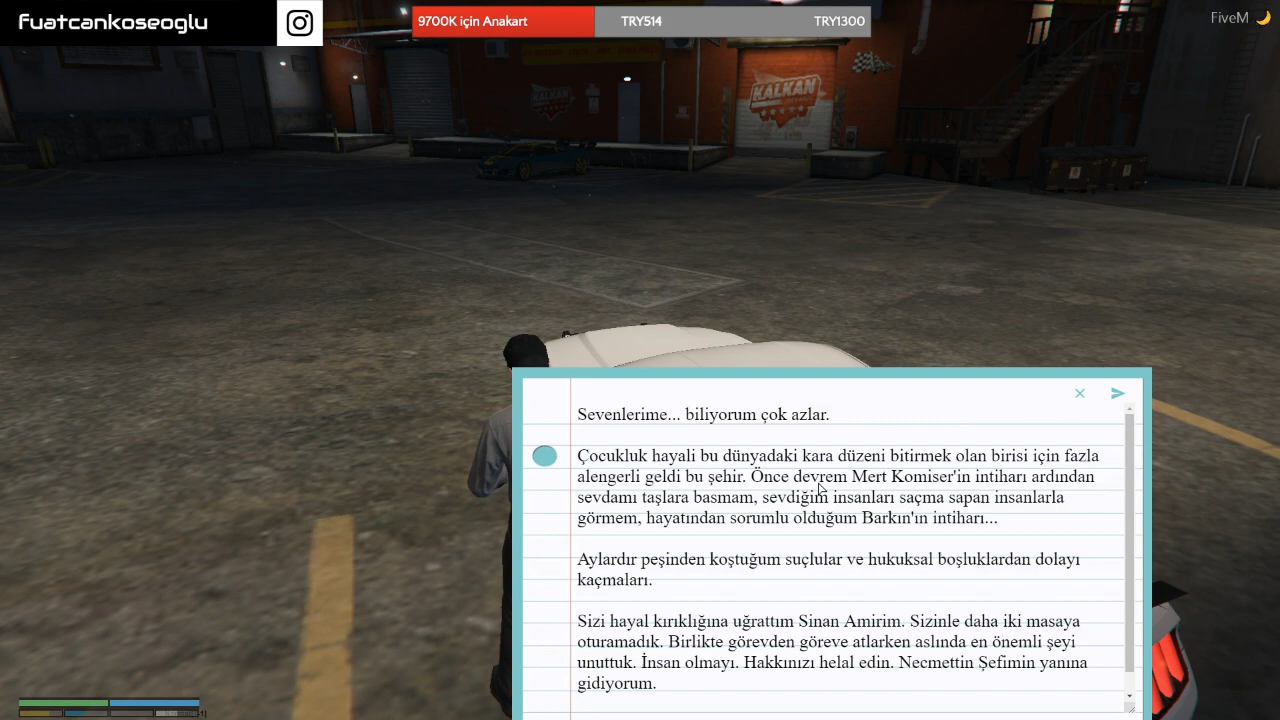 fuatcankoseoglu
9700K için Anakart TRY514 TRY1300
FiveM
KALKAN
KALKAN
Sevenlerime... biliyorum çok azlar.
Çocukluk hayali bu dünyadaki kara düzeni bitirmek olan birisi için fazla
alengerli geldi bu şehir. Önce devrem Mert Komiser'in intiharı ardından
sevdamı taşlara basmam, sevdiğim insanları saçma sapan insanlarla
görmem, hayatından sorumlu olduğum Barkın'ın intiharı...
Aylardır peşinden koştuğum suçlular ve hukuksal boşluklardan dolayı
kaçmaları.
Sizi hayal kırıklığına uğrattım Sinan Amirim. Sizinle daha iki masaya
oturamadık. Birlikte görevden göreve atlarken aslında en önemli şeyi
unuttuk. İnsan olmayı. Hakkınızı helal edin. Necmettin Şefimin yanına
gidiyorum.